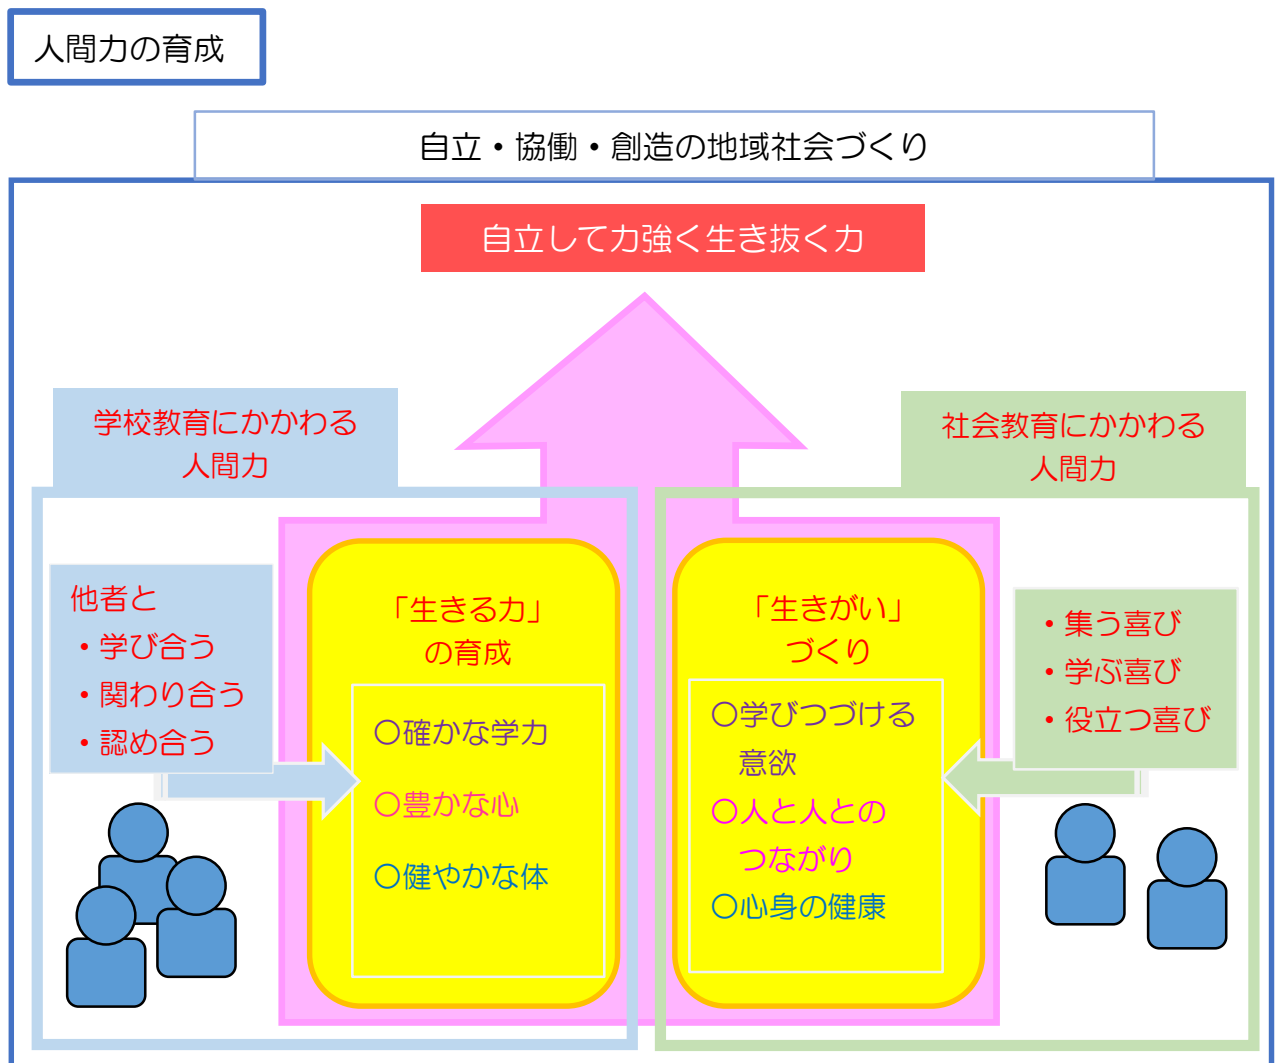 人間力の育成
自立・協働・創造の地域社会づくり
自立して力強く生き抜く力
学校教育にかかわる
人間力
他者と
・学び合う
・関わり合う
・認め合う
「生きる力」
の育成
〇確かな学力
〇豊かな心
〇健やかな体
社会教育にかかわる
人間力
「生きがい」
づくり
〇学びつづける
意欲
〇人と人との
つながり
〇心身の健康
・集う喜び
・学ぶ喜び
・役立つ喜び